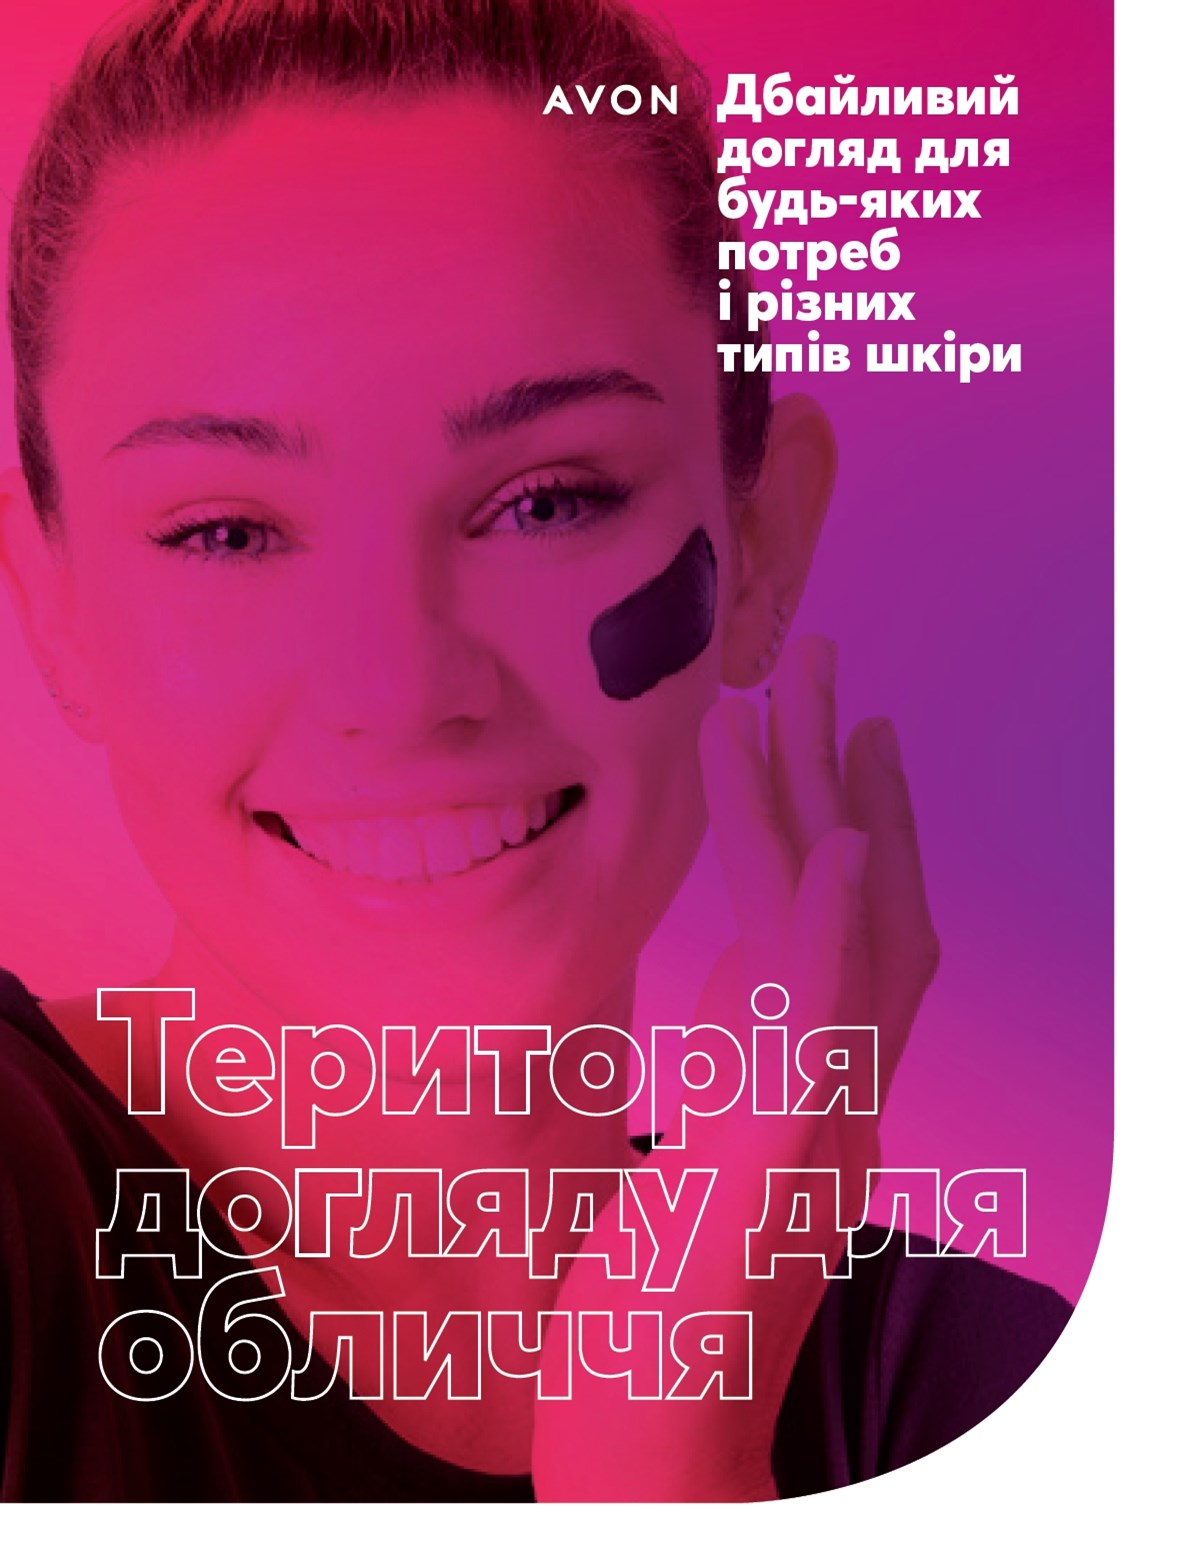 AVON
Дбайливий
догляд для
будь-яких
потреб
і різних
типів шкіри
Територія
догляду для
обличчя